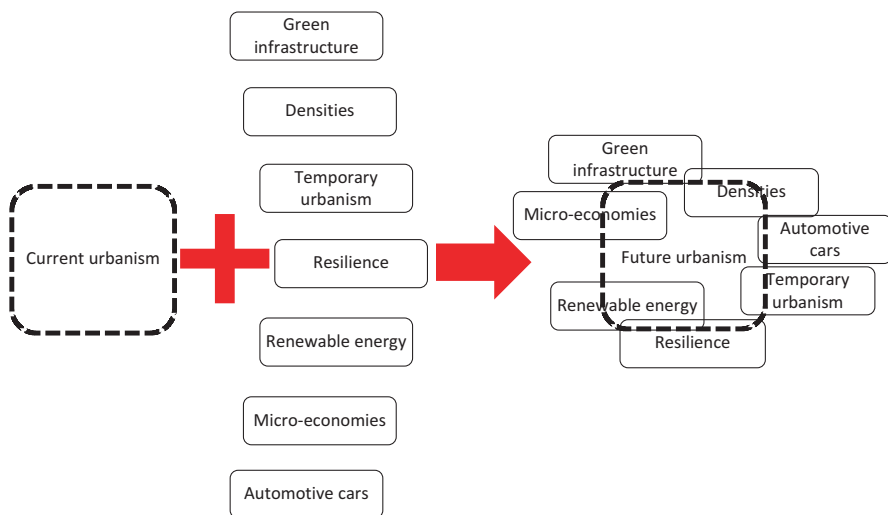 Green
infrastructure
Densities
Temporary
urbanism
Current urbanism
Resilience
Renewable energy
Micro-economies
Automotive cars
Green
infrastructure
Densities
Micro-economies
Automotive
cars
Future urbanism
Temporary
urbanism
Renewable energy
Resilience